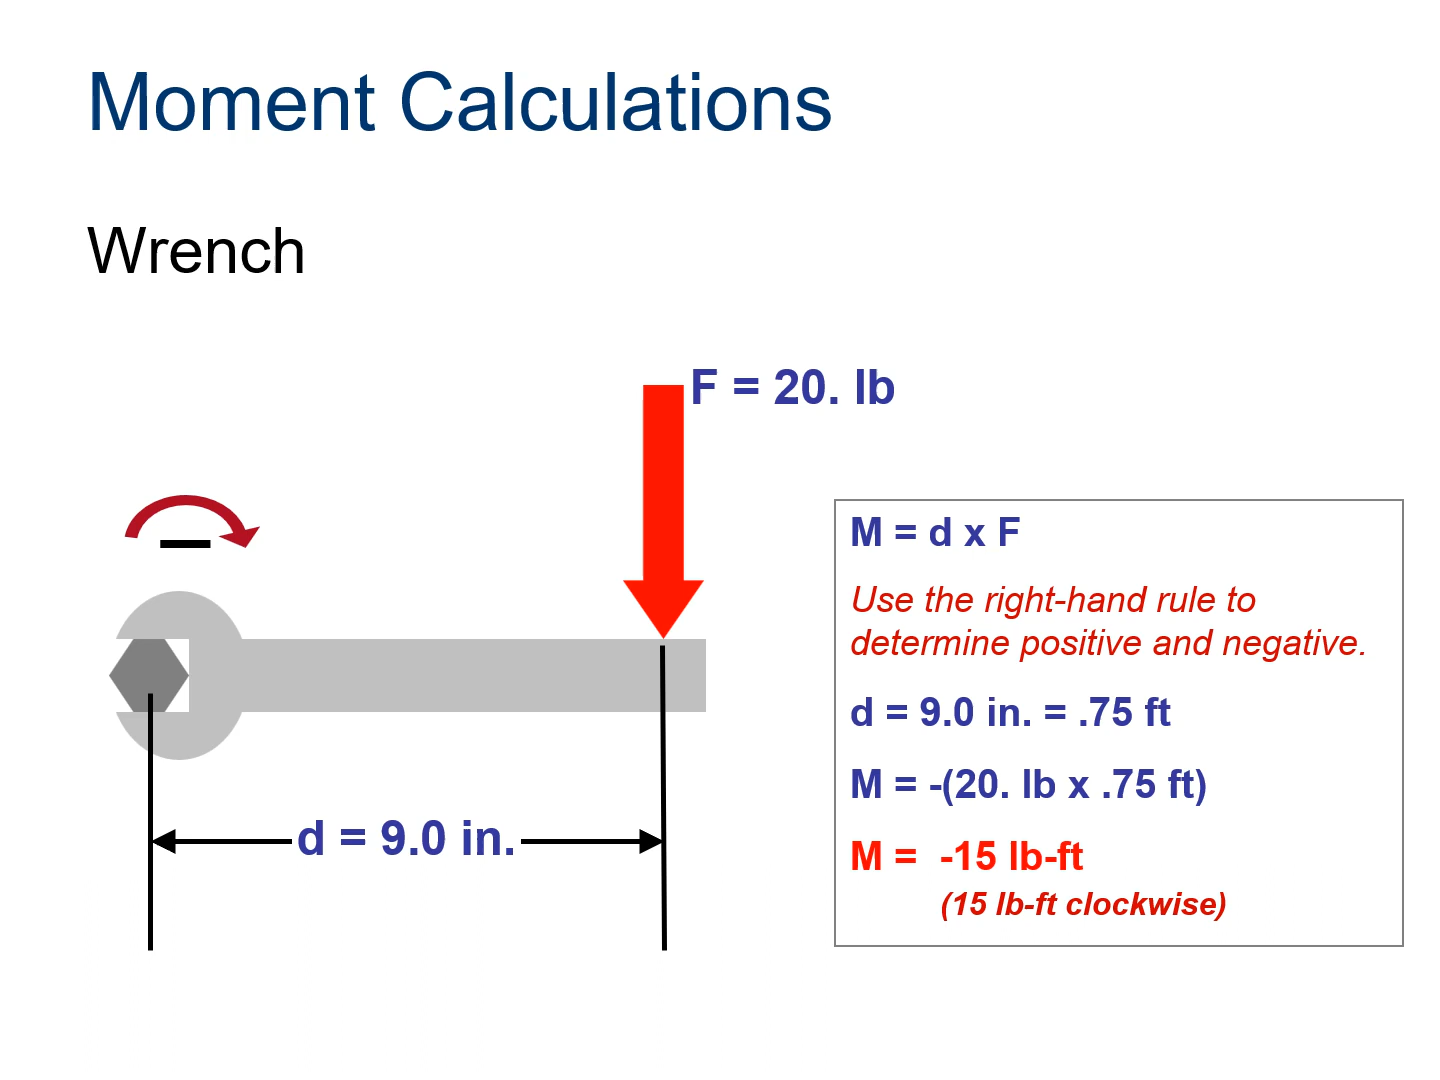 Moment Calculations
Wrench
F = 20. lb
d = 9.0 in.
M = d x F
Use the right-hand rule to
determine positive and negative.
d = 9.0 in. = .75 ft
M = -(20. lb x .75 ft)
M = -15 lb-ft
(15 lb-ft clockwise)